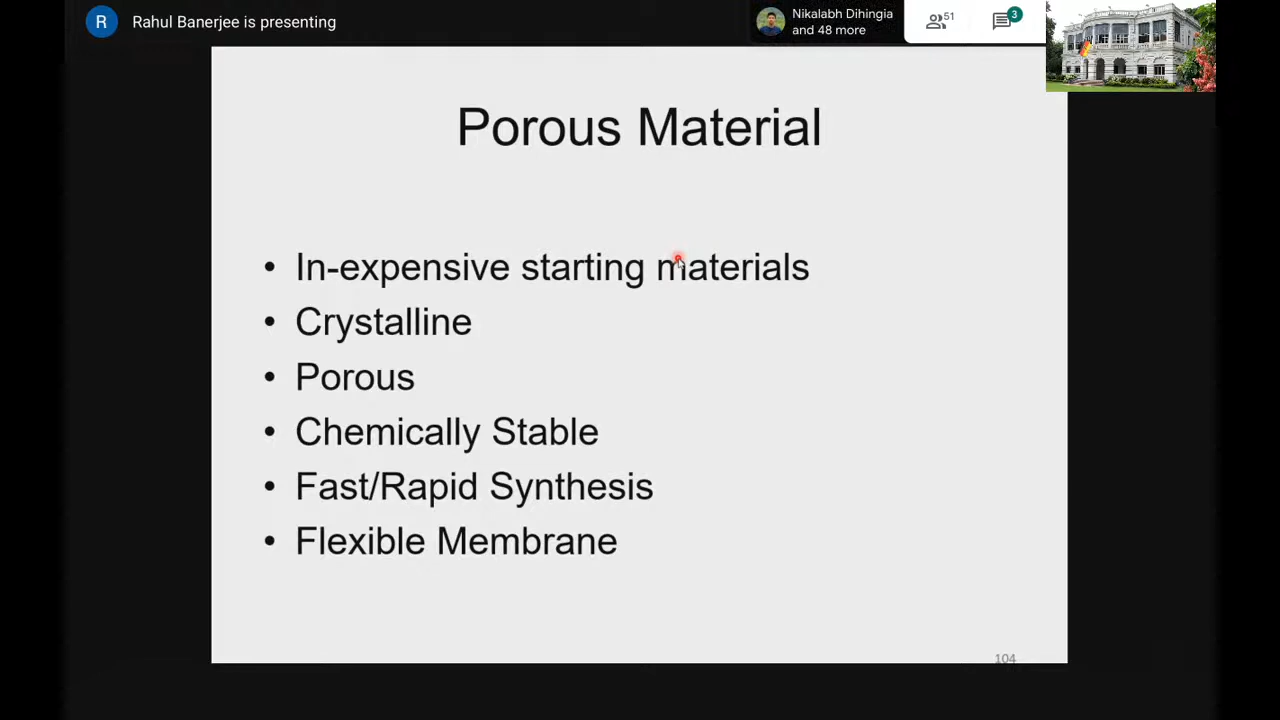 R
Rahul Banerjee is presenting
Nikalabh Dihingia
and 48 more
51
3
Porous Material
• In-expensive starting materials
• Crystalline
• Porous
• Chemically Stable
• Fast/Rapid Synthesis
• Flexible Membrane
104